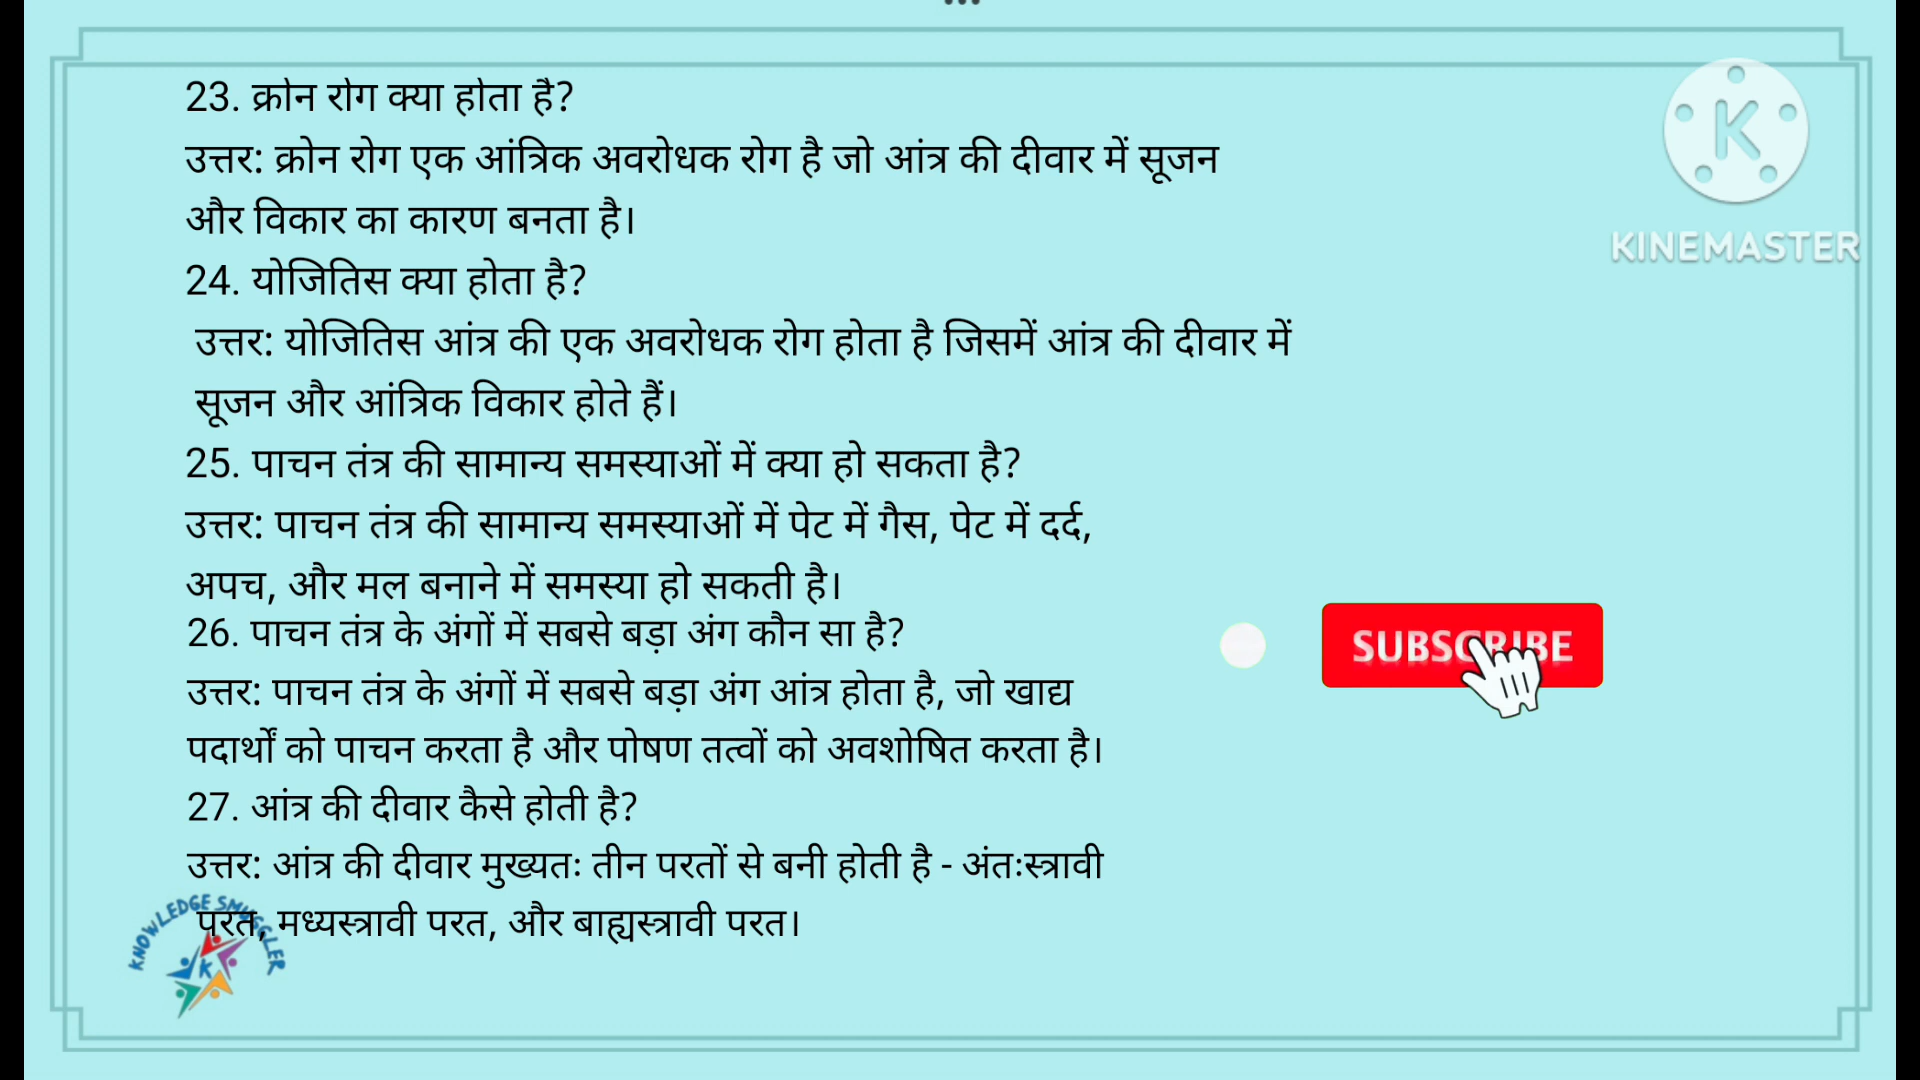 23. क्रोन रोग क्या होता है?
उत्तर: क्रोन रोग एक आंत्रिक अवरोधक रोग है जो आंत्र की दीवार में सूजन
और विकार का कारण बनता है।
24. योजितिस क्या होता है?
उत्तर: योजितिस आंत्र की एक अवरोधक रोग होता है जिसमें आंत्र की दीवार में
सूजन और आंत्रिक विकार होते हैं।
25. पाचन तंत्र की सामान्य समस्याओं में क्या हो सकता है?
उत्तर: पाचन तंत्र की सामान्य समस्याओं में पेट में गैस, पेट में दर्द,
अपच, और मल बनाने में समस्या हो सकती है।
26. पाचन तंत्र के अंगों में सबसे बड़ा अंग कौन सा है?
उत्तर: पाचन तंत्र के अंगों में सबसे बड़ा अंग आंत्र होता है, जो खाद्य
पदार्थों को पाचन करता है और पोषण तत्वों को अवशोषित करता है।
27. आंत्र की दीवार कैसे होती है?
उत्तर: आंत्र की दीवार मुख्यतः तीन परतों से बनी होती है - अंतःस्त्रावी
परत, मध्यस्त्रावी परत, और बाह्यस्त्रावी परत।
K
KINEMASTER
SUBSCRIBE
KNOWLEDGE SMUGGLER
K